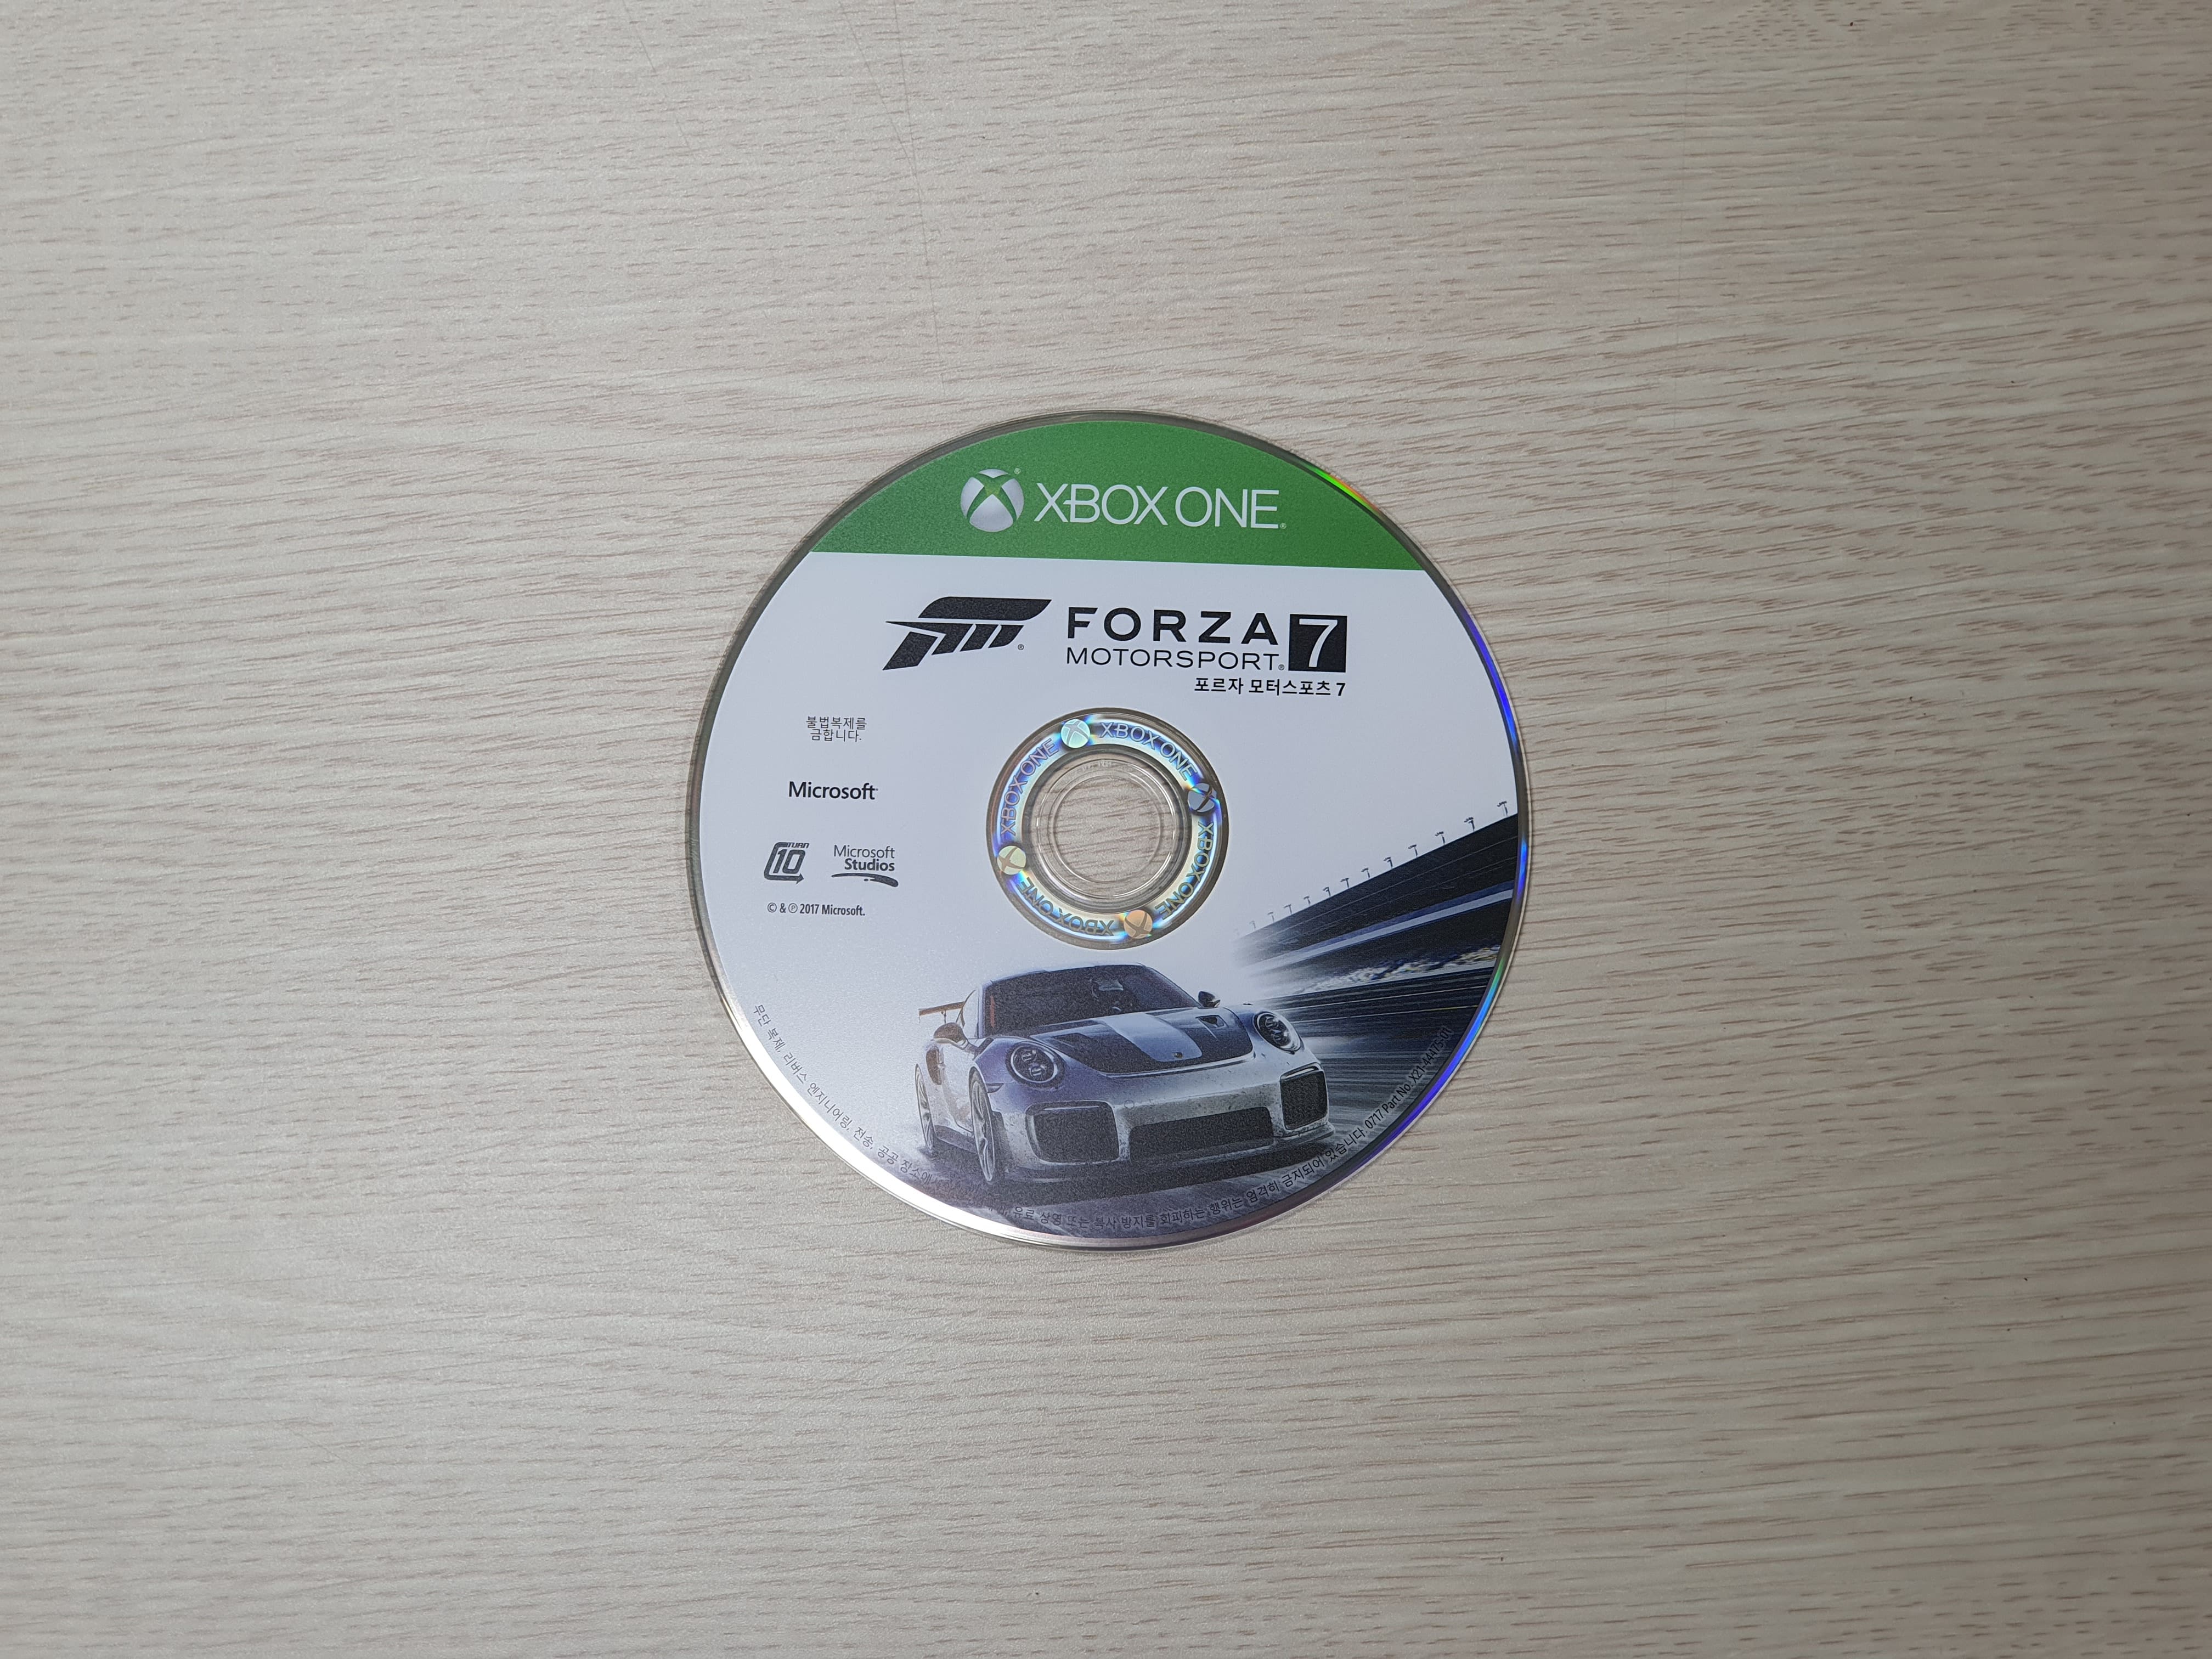 XBOX ONE
FORZA 7
MOTORSPORT
포르자 모터스포츠 7
불법복제를
금합니다.
Microsoft
TURN 10
Microsoft
Studios
© & ℗ 2017 Microsoft.
XBOX ONE
XBOX ONE
XBOX ONE
XBOX ONE
무단 복제, 리버스 엔지니어링, 전송, 공공 장소에 유료 상영 또는 복사 방지를 회피하는 행위는 엄격히 금지되어 있습니다. 0717 Part No.